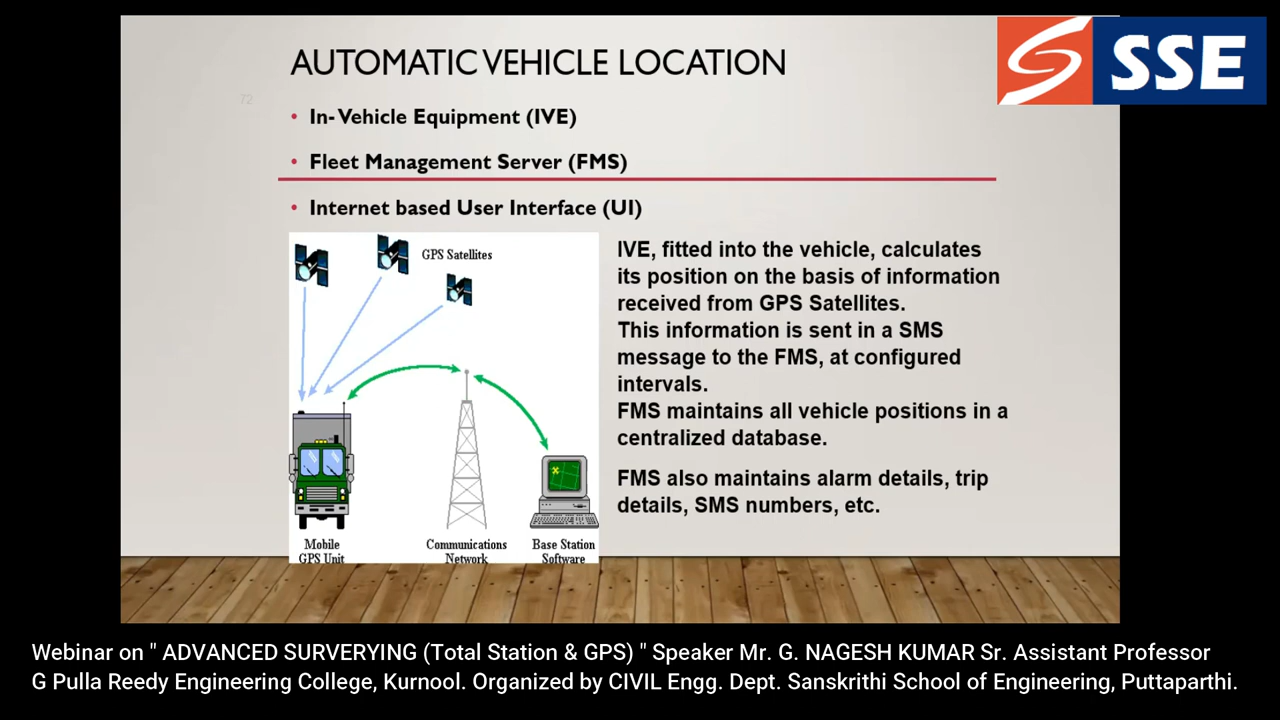 AUTOMATIC VEHICLE LOCATION
SSE
72
• In-Vehicle Equipment (IVE)
• Fleet Management Server (FMS)
• Internet based User Interface (UI)
GPS Satellites
Mobile
GPS Unit
Communications
Network
Base Station
Software
IVE, fitted into the vehicle, calculates
its position on the basis of information
received from GPS Satellites.
This information is sent in a SMS
message to the FMS, at configured
intervals.
FMS maintains all vehicle positions in a
centralized database.
FMS also maintains alarm details, trip
details, SMS numbers, etc.
Webinar on " ADVANCED SURVERYING (Total Station & GPS) " Speaker Mr. G. NAGESH KUMAR Sr. Assistant Professor
G Pulla Reedy Engineering College, Kurnool. Organized by CIVIL Engg. Dept. Sanskrithi School of Engineering, Puttaparthi.